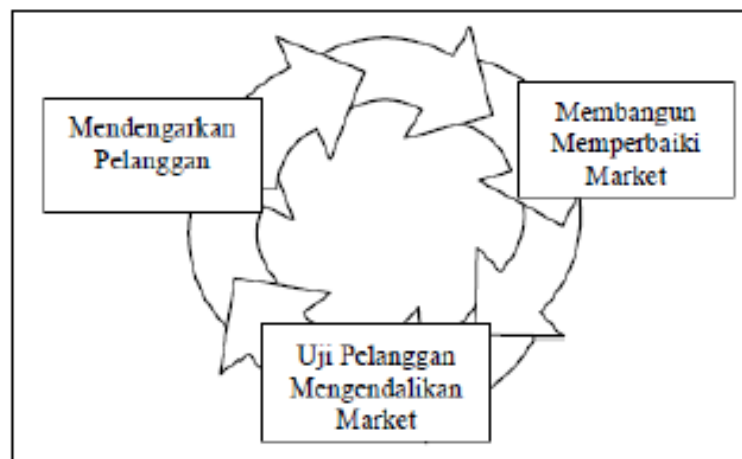 Mendengarkan
Pelanggan
Membangun
Memperbaiki
Market
Uji Pelanggan
Mengendalikan
Market